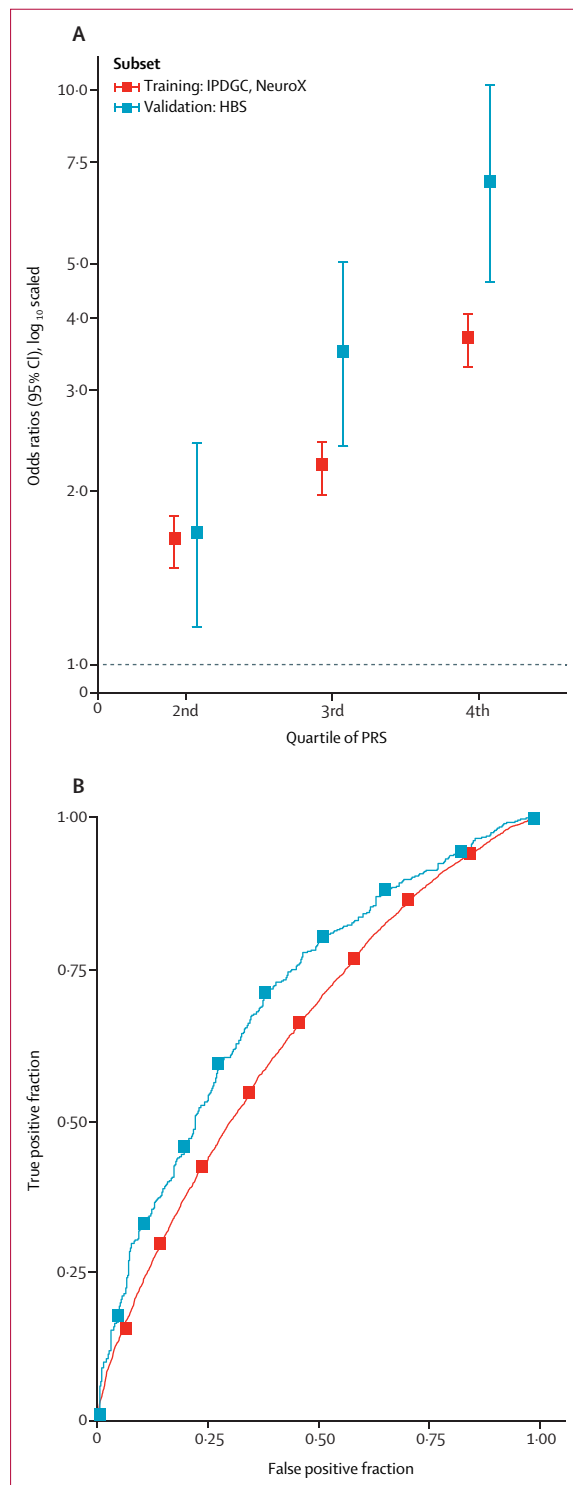 A
Subset
Training: IPDGC, NeuroX
Validation: HBS
10·0
7·5
5·0
4·0
3·0
2·0
1·0
0
Odds ratios (95% CI), log 10 scaled
0
2nd
3rd
4th
Quartile of PRS
B
1·00
0·75
0·50
0·25
0
True positive fraction
0
0·25
0·50
0·75
1·00
False positive fraction